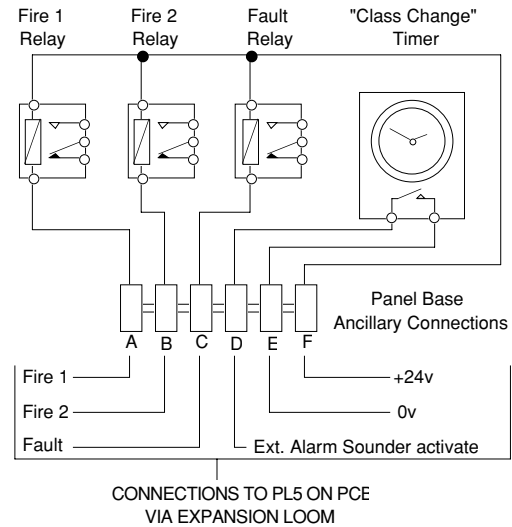 Fire 1 Relay
Fire 2 Relay
Fault Relay
"Class Change" Timer
Panel Base
Ancillary Connections
A B C D E F
Fire 1
Fire 2
Fault
+24v
0v
Ext. Alarm Sounder activate
CONNECTIONS TO PL5 ON PCE
VIA EXPANSION LOOM